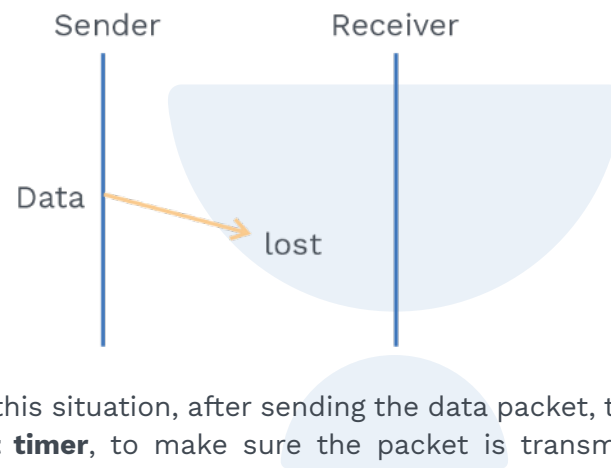 Sender Receiver
Data
lost
this situation, after sending the data packet, t
timer, to make sure the packet is transm